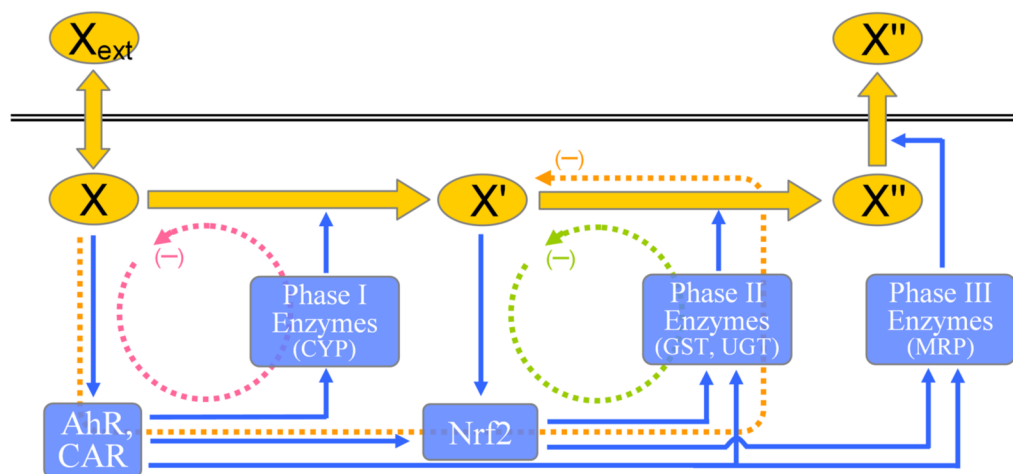 Xext
X"
(−)
X
X'
X"
(−)
(−)
Phase I
Enzymes
(CYP)
Phase II
Enzymes
(GST, UGT)
Phase III
Enzymes
(MRP)
AhR,
CAR
Nrf2